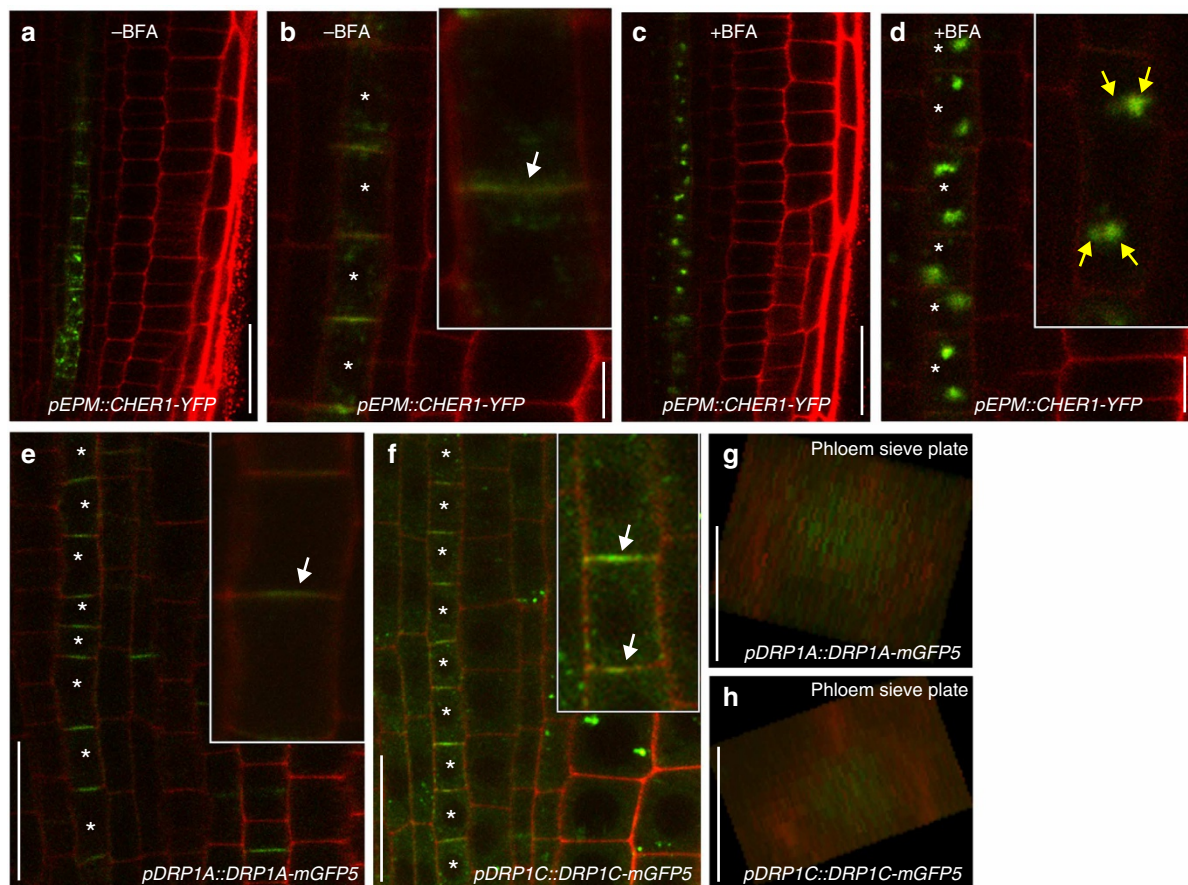 a
–BFA
pEPM::CHER1-YFP
b
–BFA
*
*
*
*
pEPM::CHER1-YFP
c
+BFA
pEPM::CHER1-YFP
d
+BFA
*
*
*
*
*
*
pEPM::CHER1-YFP
e
*
*
*
*
*
*
*
*
pDRP1A::DRP1A-mGFP5
f
*
*
*
*
*
*
*
*
*
pDRP1C::DRP1C-mGFP5
g
Phloem sieve plate
pDRP1A::DRP1A-mGFP5
h
Phloem sieve plate
pDRP1C::DRP1C-mGFP5